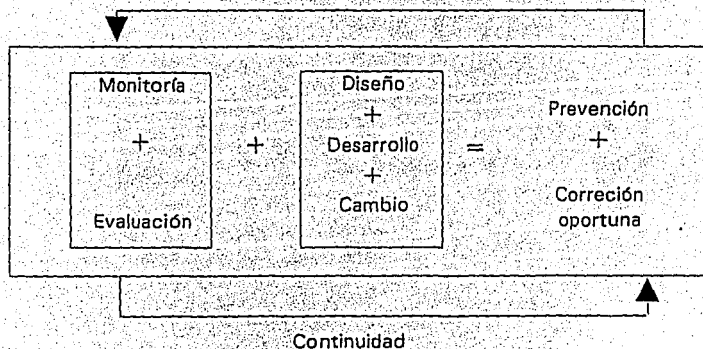 Monitoría
+
Evaluación
+
Diseño
+
Desarrollo
+
Cambio
=
Prevención
+
Correción
oportuna
Continuidad